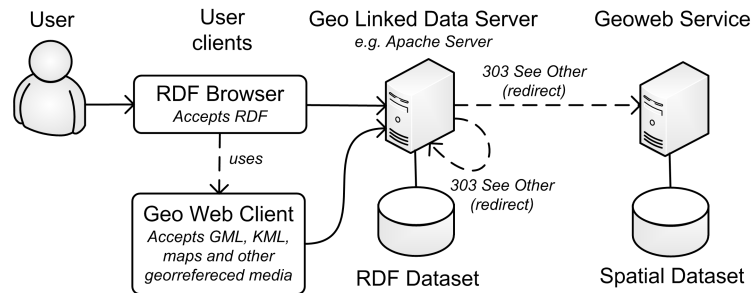 User
User
clients
Geo Linked Data Server
e.g. Apache Server
Geoweb Service
RDF Browser
Accepts RDF
303 See Other
(redirect)
uses
303 See Other
(redirect)
Geo Web Client
Accepts GML, KML,
maps and other
georrefereced media
RDF Dataset
Spatial Dataset